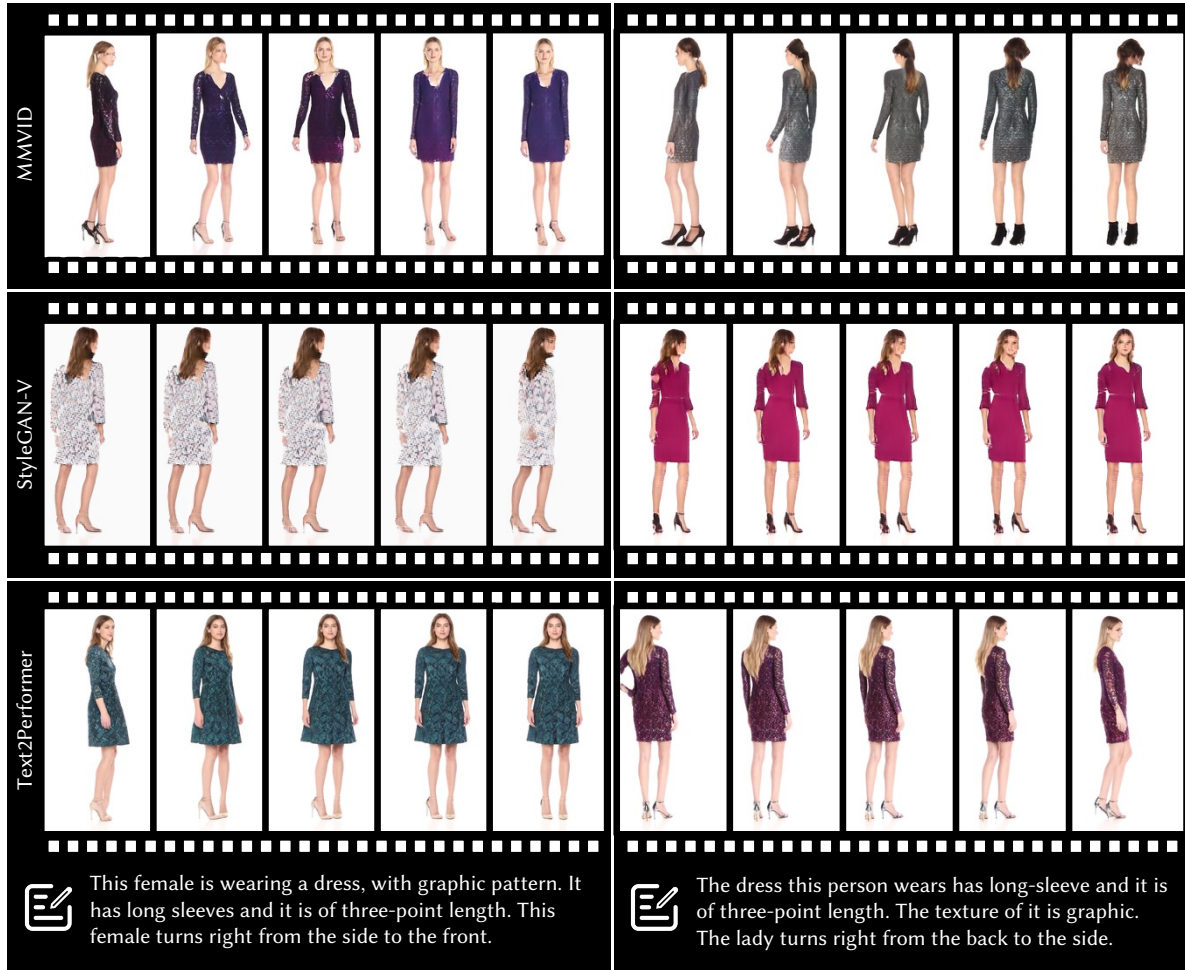 MMVID
StyleGAN-V
Text2Performer
This female is wearing a dress, with graphic pattern. It
has long sleeves and it is of three-point length. This
female turns right from the side to the front.
The dress this person wears has long-sleeve and it is
of three-point length. The texture of it is graphic.
The lady turns right from the back to the side.